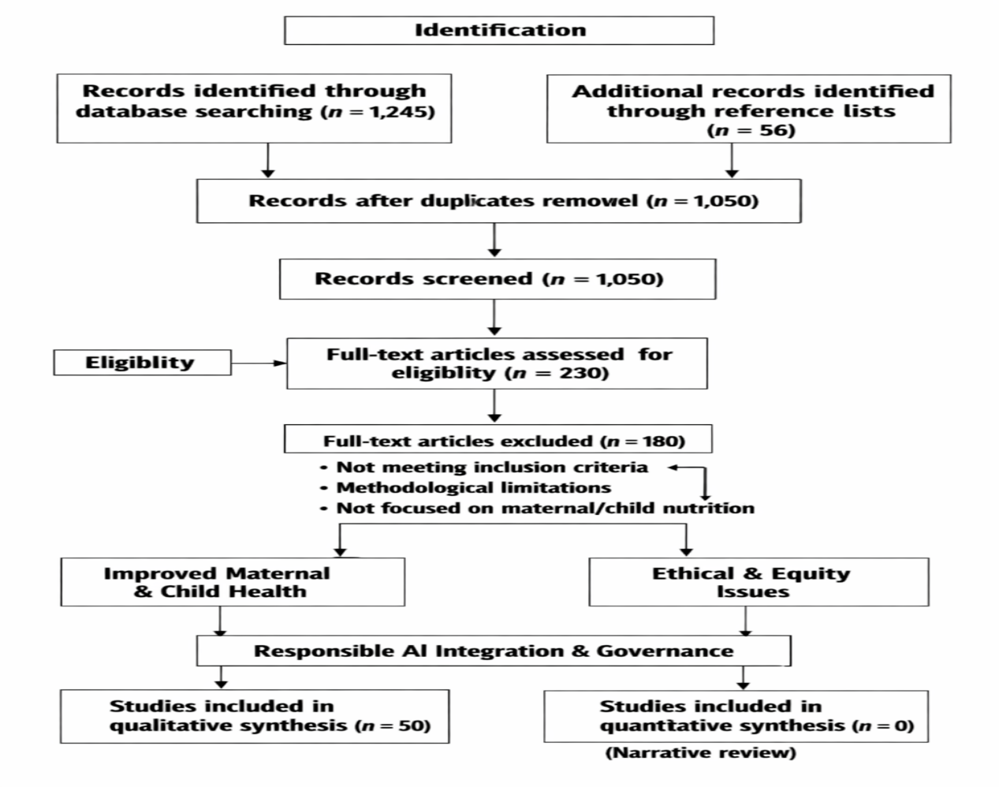 Identification
Records identified through
database searching (n = 1,245)
Additional records identified
through reference lists
(n = 56)
Records after duplicates remowel (n = 1,050)
Records screened (n = 1,050)
Eligiblity
Full-text articles assessed for
eligiblity (n = 230)
Full-text articles excluded (n = 180)
• Not meeting inclusion criteria
• Methodological limitations
• Not focused on maternal/child nutrition
Improved Maternal
& Child Health
Ethical & Equity
Issues
Responsible AI Integration & Governance
Studies included in
qualitative synthesis (n = 50)
Studies included in
quanttative synthesis (n = 0)
(Narrative review)